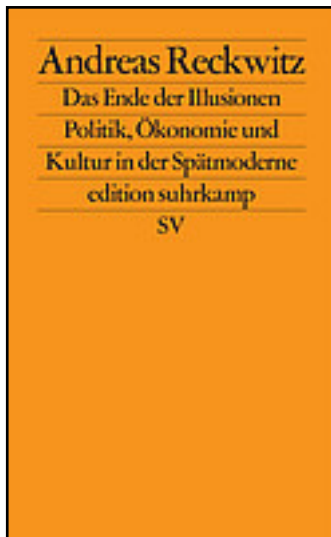 Andreas Reckwitz
Das Ende der Illusionen
Politik, Ökonomie und
Kultur in der Spätmoderne
edition suhrkamp
SV